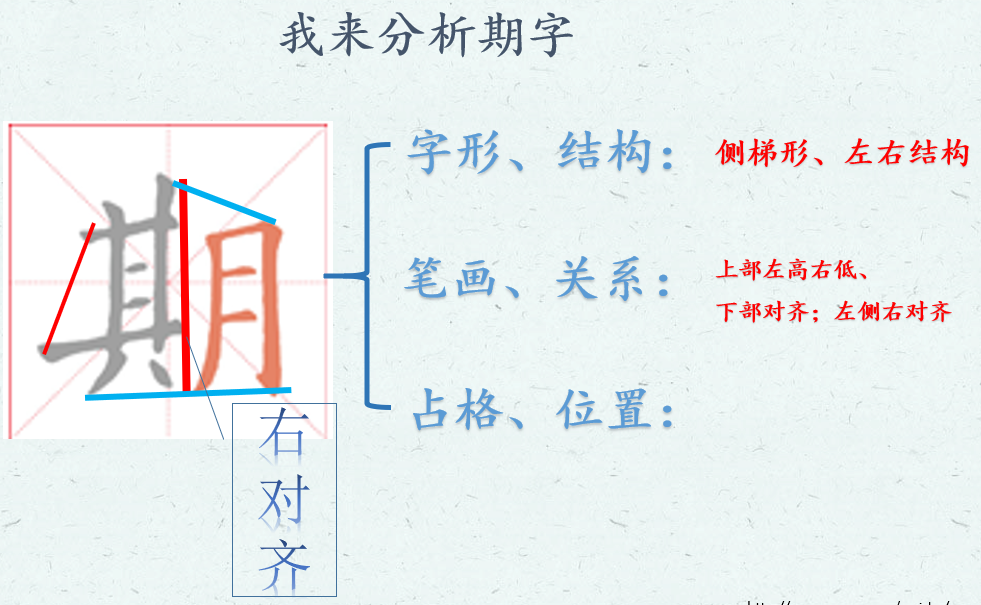 我来分析期字
期
字形、结构：侧梯形、左右结构
笔画、关系：
上部左高右低、
下部对齐；左侧右对齐
占格、位置：
右
对
齐